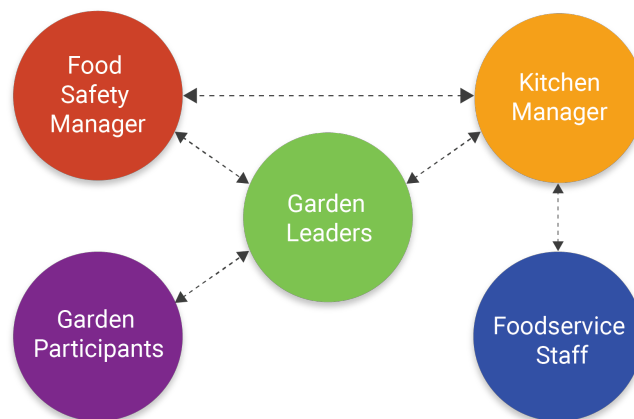 Food
Safety
Manager
Kitchen
Manager
Garden
Leaders
Garden
Participants
Foodservice
Staff